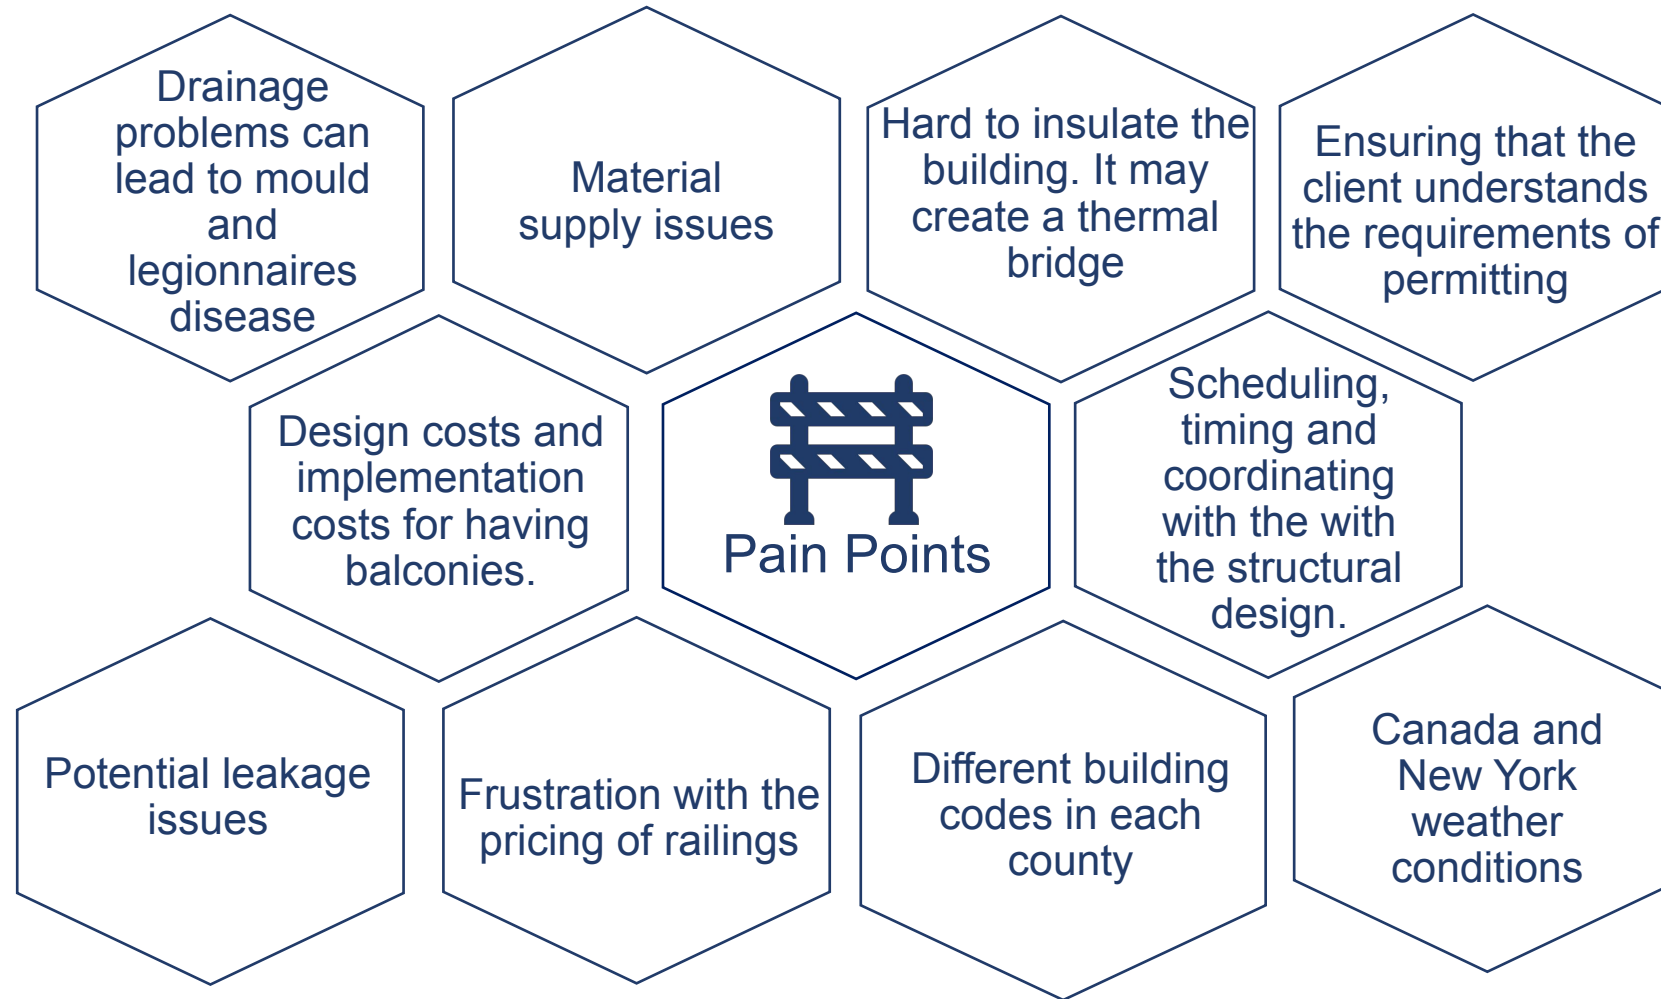 Drainage
problems can
lead to mould
and
legionnaires
disease
Material
supply issues
Hard to insulate the
building. It may
create a thermal
bridge
Ensuring that the
client understands
the requirements of
permitting
Design costs and
implementation
costs for having
balconies.
Pain Points
Scheduling,
timing and
coordinating
with the with
the structural
design.
Potential leakage
issues
Frustration with the
pricing of railings
Different building
codes in each
county
Canada and
New York
weather
conditions